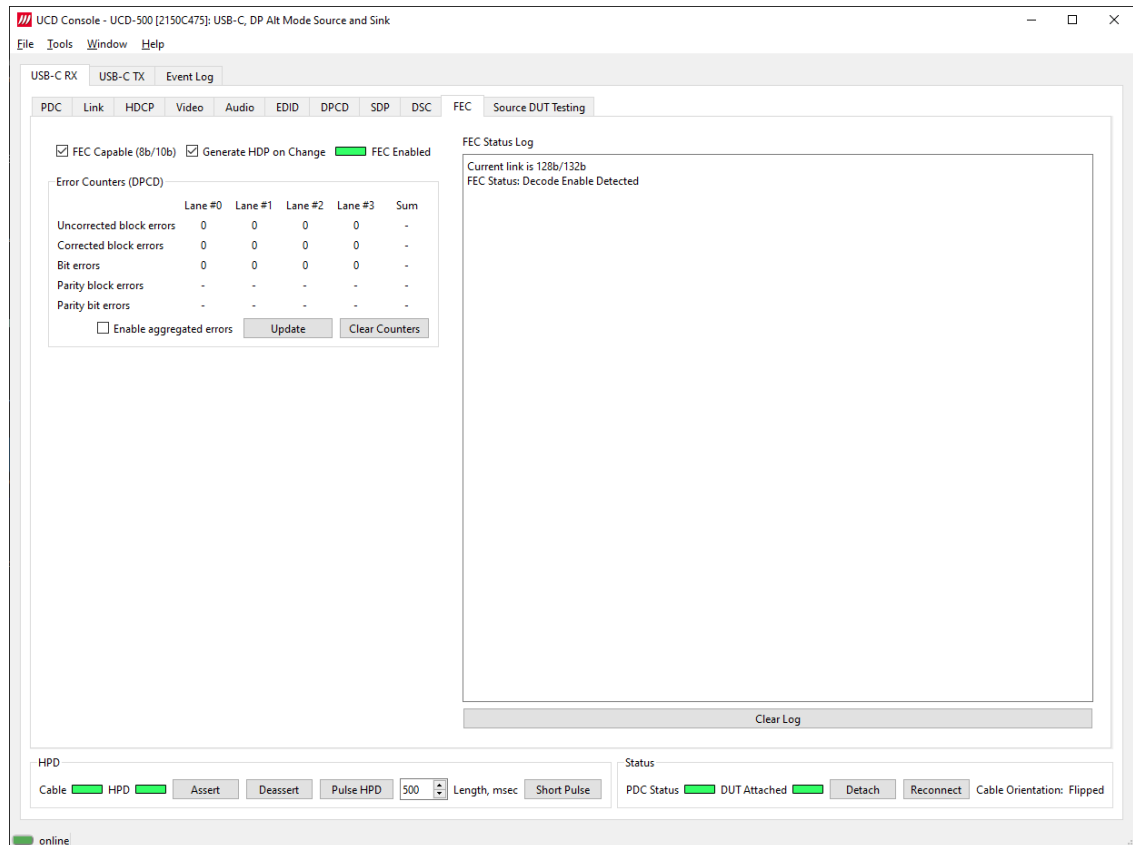 UCD Console - UCD-500 [2150C475]: USB-C, DP Alt Mode Source and Sink
File Tools Window Help
USB-C RX USB-C TX Event Log
PDC Link HDCP Video Audio EDID DPCD SDP DSC FEC Source DUT Testing
FEC Capable (8b/10b) Generate HDP on Change FEC Enabled
Error Counters (DPCD)
Lane #0 Lane #1 Lane #2 Lane #3 Sum
Uncorrected block errors 0 0 0 0 -
Corrected block errors 0 0 0 0 -
Bit errors 0 0 0 0 -
Parity block errors - - - - -
Parity bit errors - - - - -
Enable aggregated errors Update Clear Counters
FEC Status Log
Current link is 128b/132b
FEC Status: Decode Enable Detected
Clear Log
HPD
Cable HPD Assert Deassert Pulse HPD 500 Length, msec Short Pulse
Status
PDC Status DUT Attached Detach Reconnect Cable Orientation: Flipped
online